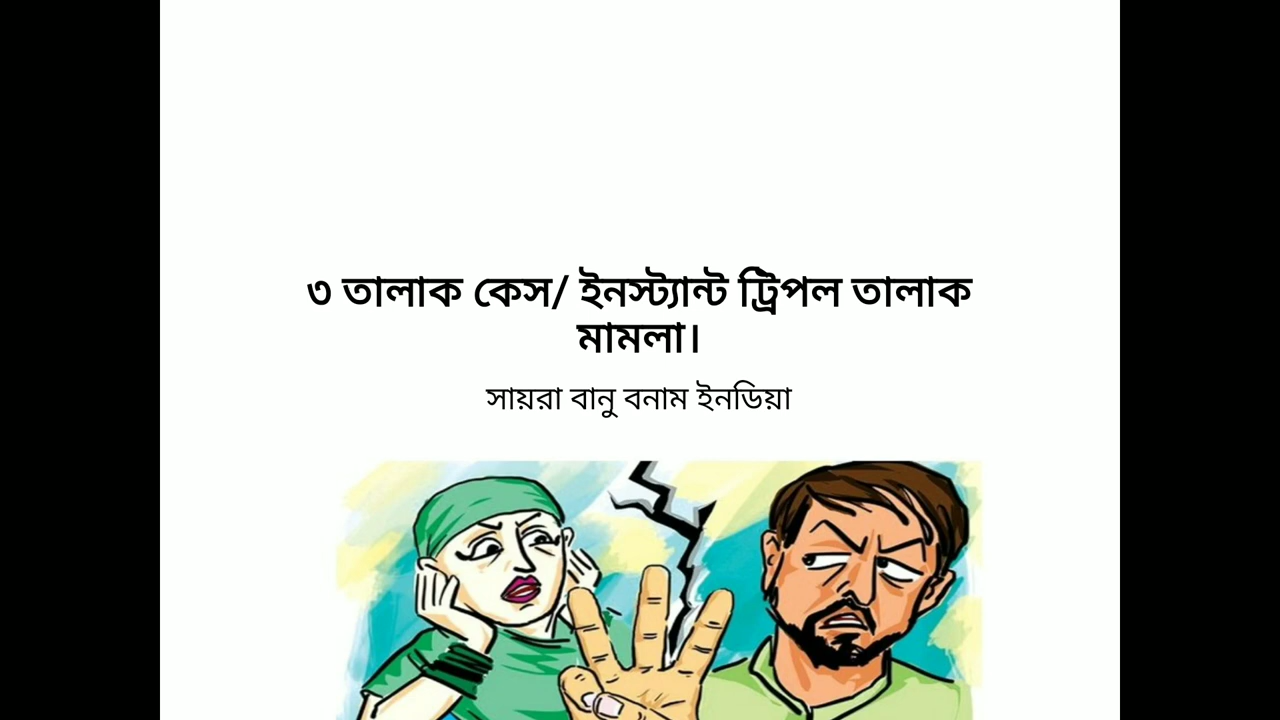 ৩ তালাক কেস/ ইনস্ট্যান্ট ট্রিপল তালাক
মামলা।
সায়রা বানু বনাম ইনডিয়া